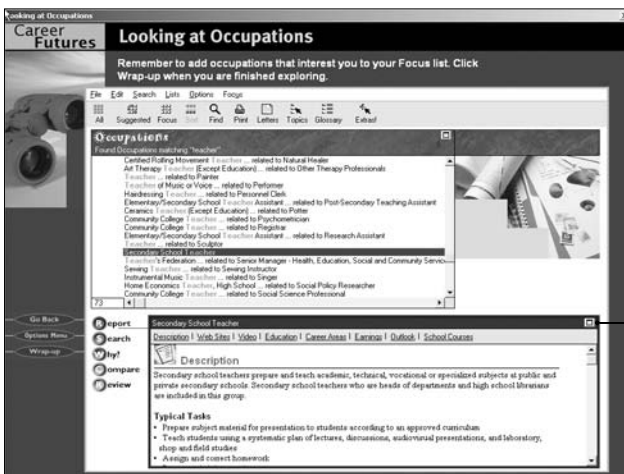 Looking at Occupations
Career
Futures
Looking at Occupations
Remember to add occupations that interest you to your Focus list. Click
Wrap-up when you are finished exploring.
File Edit Search Lists Options Focus
All Suggested Focus Find Print Letters Topics Glossary Extras!
Occupations
Found Occupations matching "teacher".
Certified Rolfing Movement Teacher ... related to Natural Healer
Art Therapy Teacher (Except Education) ... related to Other Therapy Professionals
Teacher ... related to Painter
Teacher of Music or Voice ... related to Performer
Hairdressing Teacher ... related to Personnel Clerk
Elementary/Secondary School Teacher Assistant ... related to Post-Secondary Teaching Assistant
Ceramics Teacher (Except Education) ... related to Potter
Community College Teacher ... related to Psychometrician
Community College Teacher ... related to Registrar
Elementary/Secondary School Teacher Assistant ... related to Research Assistant
Teacher ... related to Sculptor
Secondary School Teacher
Teacher's Federation ... related to Senior Manager - Health, Education, Social and Community Servic
Sewing Teacher ... related to Sewing Instructor
Instrumental Music Teacher ... related to Singer
Home Economics Teacher, High School ... related to Social Policy Researcher
Community College Teacher ... related to Social Science Professional
73
Go Back
Options Menu
Wrap-up
Report
Search
Why?
Compare
Review
Secondary School Teacher
Description | Web Sites | Video | Education | Career Areas | Earnings | Outlook | School Courses
Description
Secondary school teachers prepare and teach academic, technical, vocational or specialized subjects at public and
private secondary schools. Secondary school teachers who are heads of departments and high school librarians
are included in this group.
Typical Tasks
• Prepare subject material for presentation to students according to an approved curriculum
• Teach students using a systematic plan of lectures, discussions, audiovisual presentations, and laboratory,
shop and field studies
• Assign and correct homework